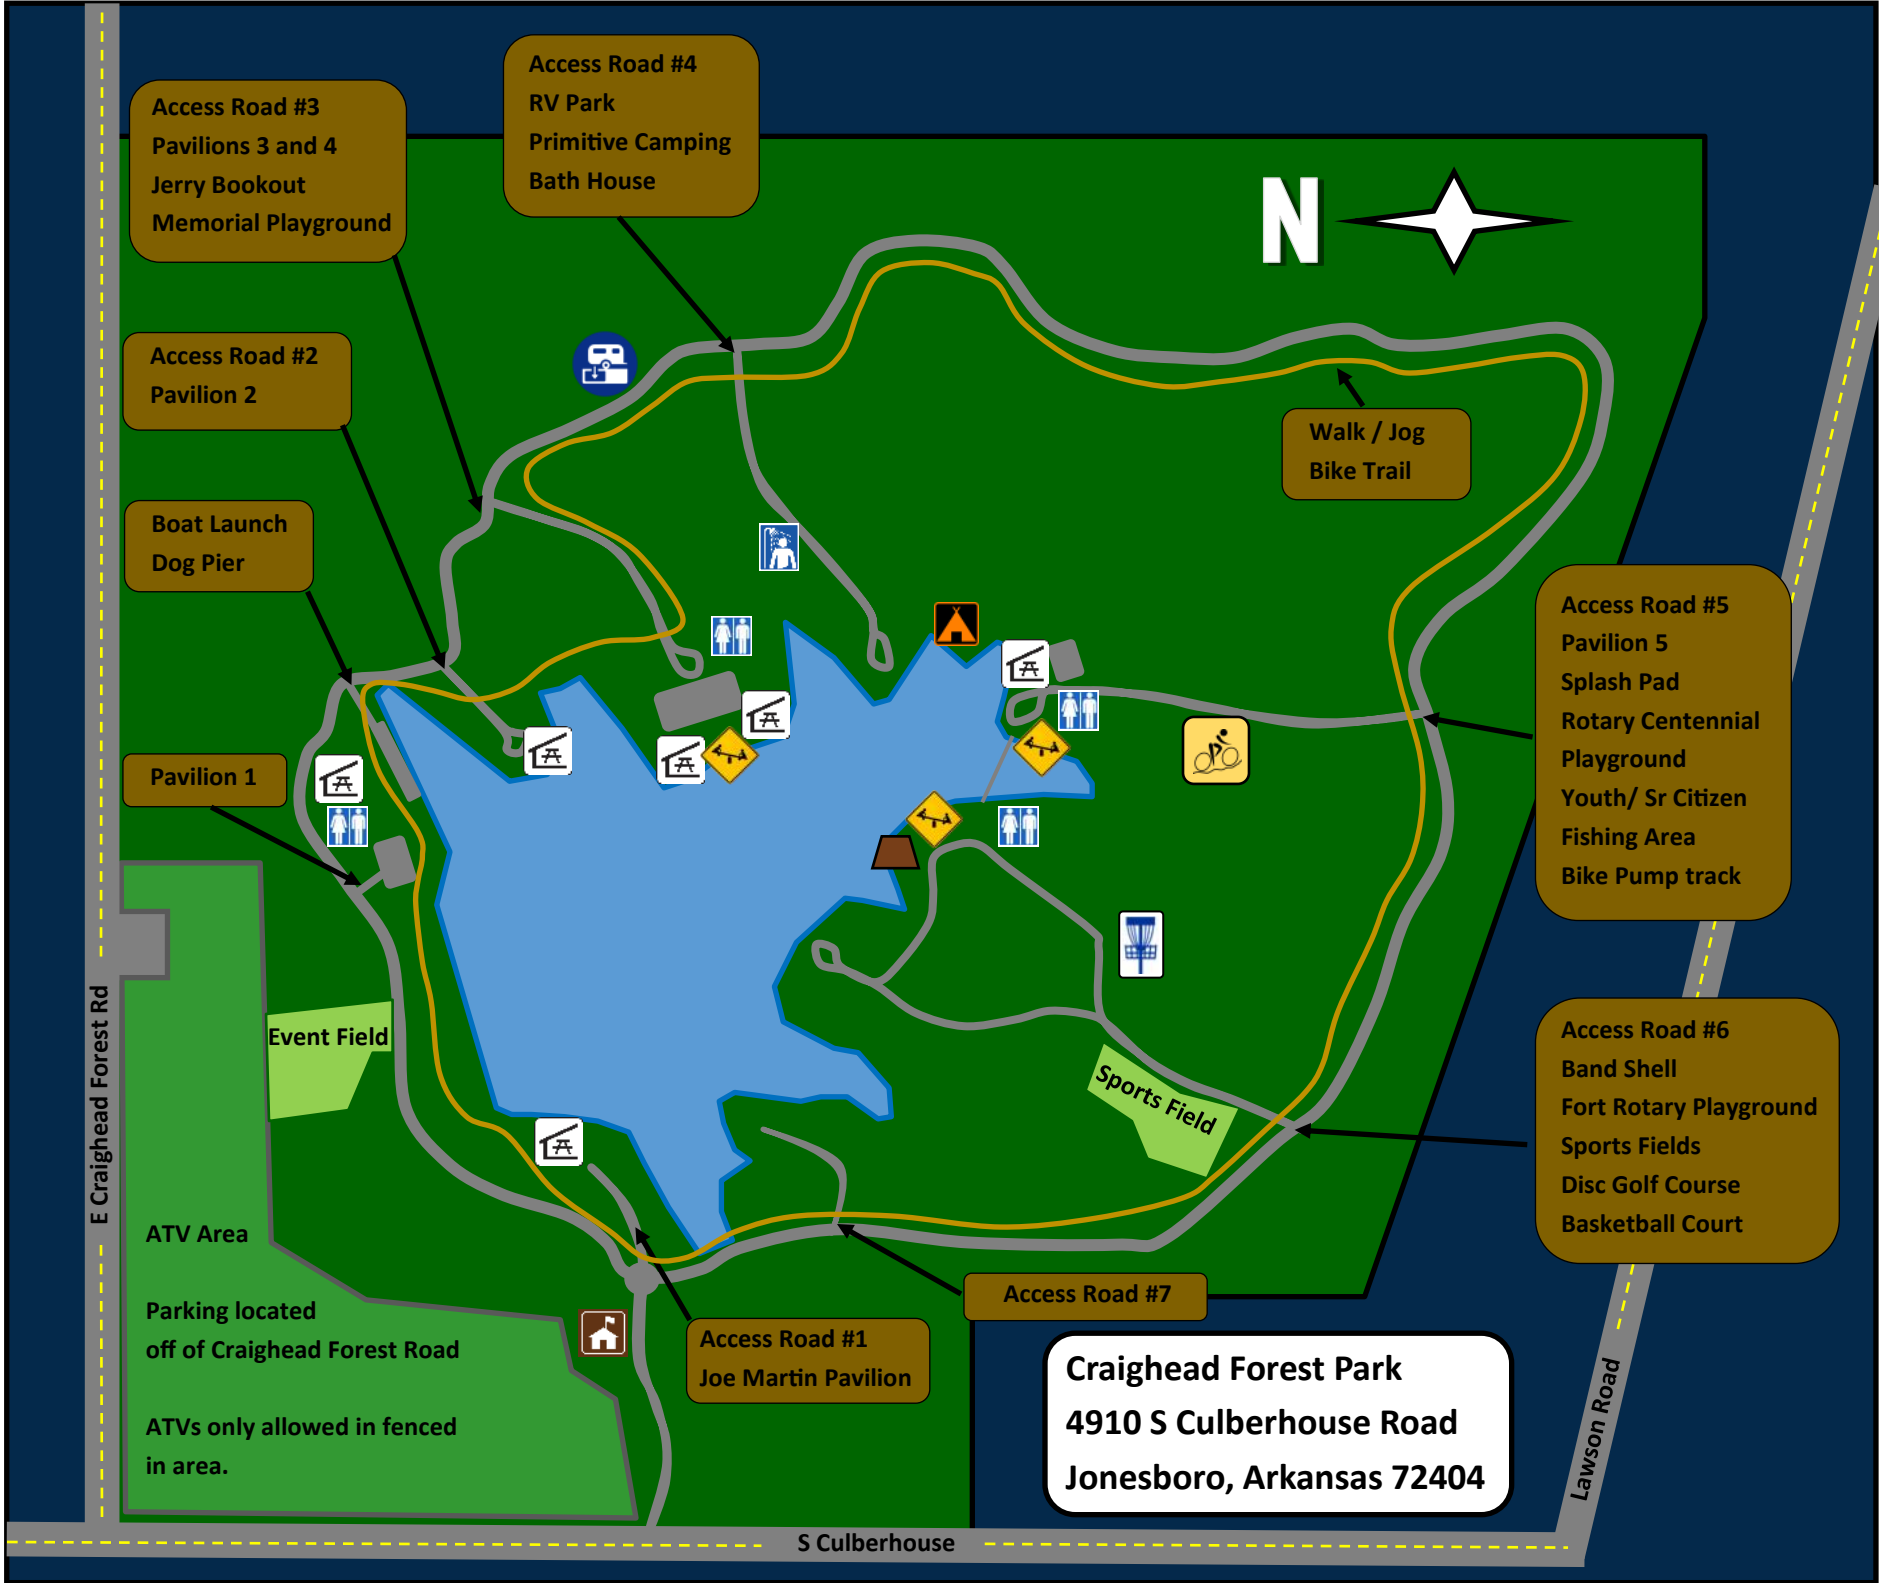 Access Road #4
RV Park
Primitive Camping
Bath House
Access Road #3
Pavilions 3 and 4
Jerry Bookout
Memorial Playground
N
Access Road #2
Pavilion 2
Walk / Jog
Bike Trail
Boat Launch
Dog Pier
Access Road #5
Pavilion 5
Splash Pad
Rotary Centennial
Playground
Youth/ Sr Citizen
Fishing Area
Bike Pump track
Pavilion 1
E Craighead Forest Rd
Event Field
Sports Field
Access Road #6
Band Shell
Fort Rotary Playground
Sports Fields
Disc Golf Course
Basketball Court
ATV Area
Parking located
off of Craighead Forest Road
ATVs only allowed in fenced
in area.
Access Road #7
Access Road #1
Joe Martin Pavilion
Craighead Forest Park
4910 S Culberhouse Road
Jonesboro, Arkansas 72404
Lawson Road
S Culberhouse